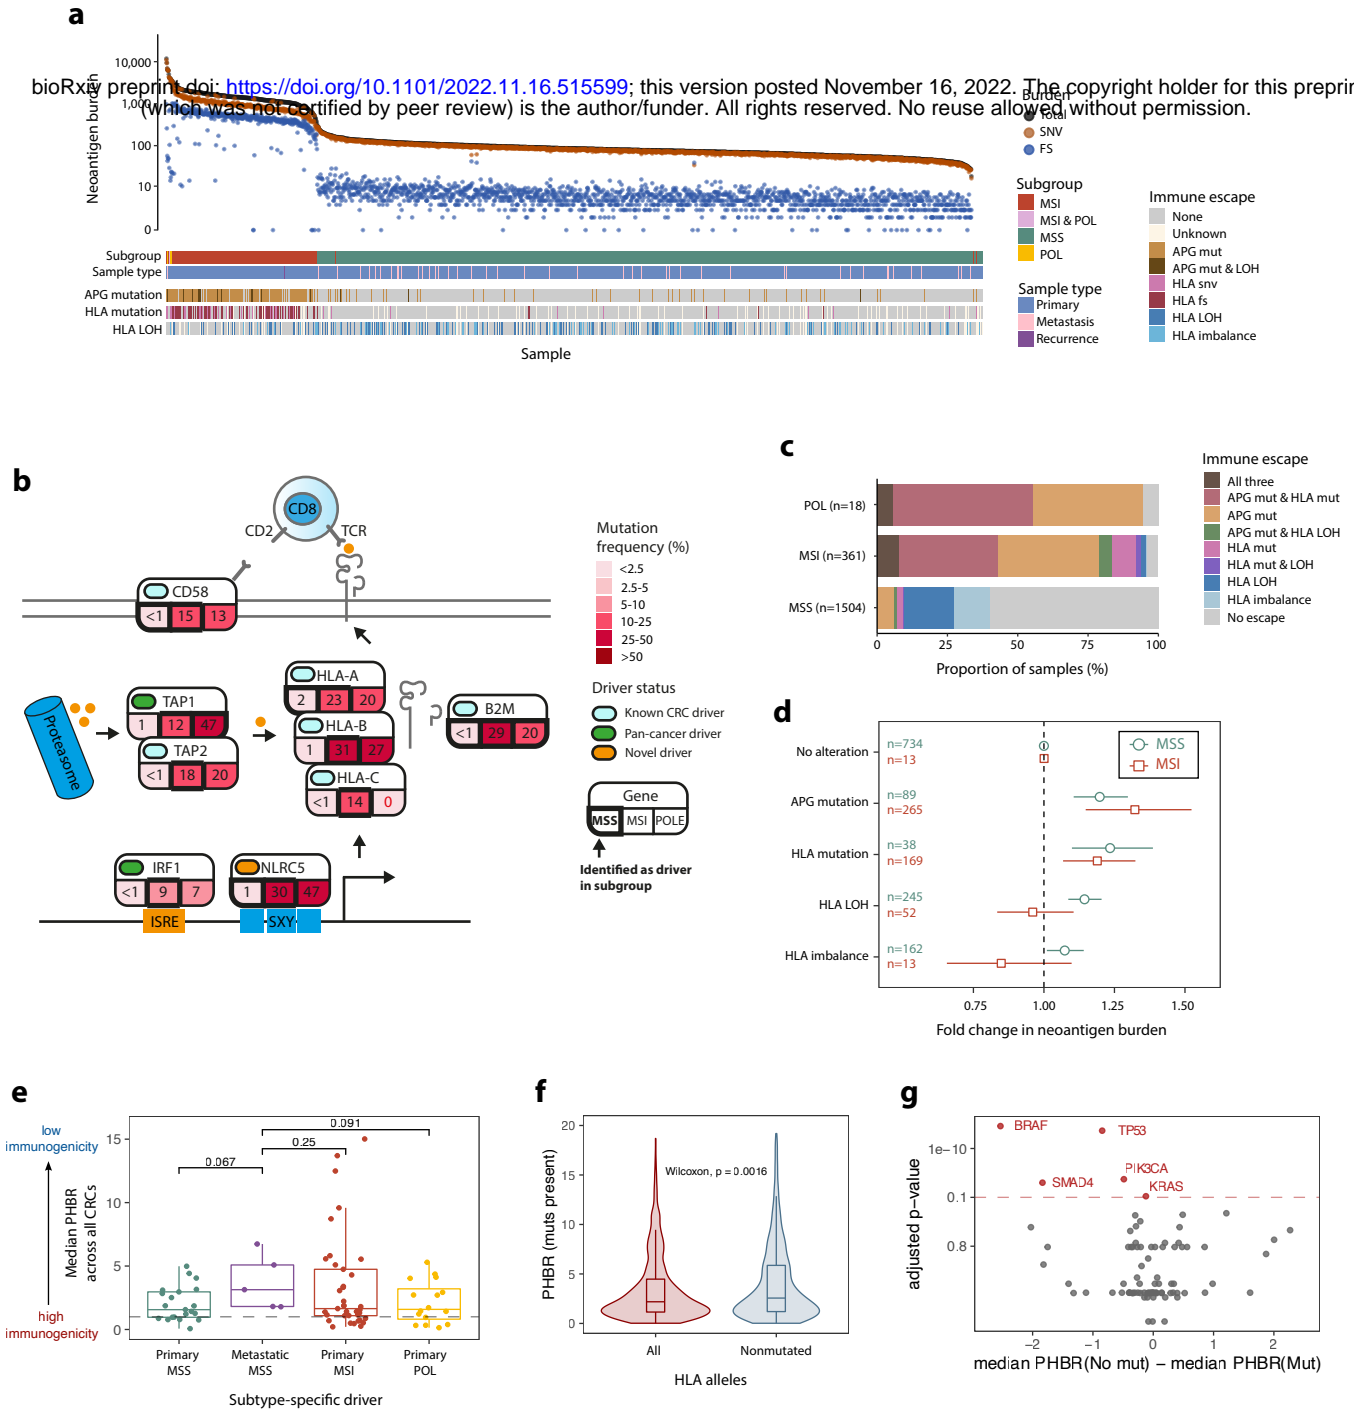 a
bioRxiv preprint doi: https://doi.org/10.1101/2022.11.16.515599; this version posted November 16, 2022. The copyright holder for this preprint
(which was not certified by peer review) is the author/funder. All rights reserved. No reuse allowed without permission.
Neoantigen burden
10,000
1,000
100
10
0
Burden
Total
SNV
FS
Subgroup
MSI
MSI & POL
MSS
POL
Sample type
Primary
Metastasis
Recurrence
Immune escape
None
Unknown
APG mut
APG mut & LOH
HLA snv
HLA fs
HLA LOH
HLA imbalance
Subgroup
Sample type
APG mutation
HLA mutation
HLA LOH
Sample
b
CD8
CD2
TCR
CD58
<1 15 13
Proteasome
TAP1
1 12 47
TAP2
<1 18 20
HLA-A
2 23 20
HLA-B
1 31 27
HLA-C
<1 14 0
B2M
<1 29 20
IRF1
<1 9 7
ISRE
NLRC5
1 30 47
SXY
Mutation
frequency (%)
<2.5
2.5-5
5-10
10-25
25-50
>50
Driver status
Known CRC driver
Pan-cancer driver
Novel driver
Gene
MSS MSI POLE
Identified as driver
in subgroup
c
POL (n=18)
MSI (n=361)
MSS (n=1504)
0 25 50 75 100
Proportion of samples (%)
Immune escape
All three
APG mut & HLA mut
APG mut
APG mut & HLA LOH
HLA mut
HLA mut & LOH
HLA LOH
HLA imbalance
No escape
d
No alteration
n=734
n=13
APG mutation
n=89
n=265
HLA mutation
n=38
n=169
HLA LOH
n=245
n=52
HLA imbalance
n=162
n=13
MSS
MSI
0.75 1.00 1.25 1.50
Fold change in neoantigen burden
e
low
immunogenicity
high
immunogenicity
Median PHBR
across all CRCs
15
10
5
0
0.091
0.25
0.067
Primary
MSS
Metastatic
MSS
Primary
MSI
Primary
POL
Subtype-specific driver
f
PHBR (muts present)
20
15
10
5
0
Wilcoxon, p = 0.0016
All
Nonmutated
HLA alleles
g
adjusted p-value
1e-10
0.1
0.8
BRAF
TP53
PIK3CA
SMAD4
KRAS
−2 −1 0 1 2
median PHBR(No mut) − median PHBR(Mut)